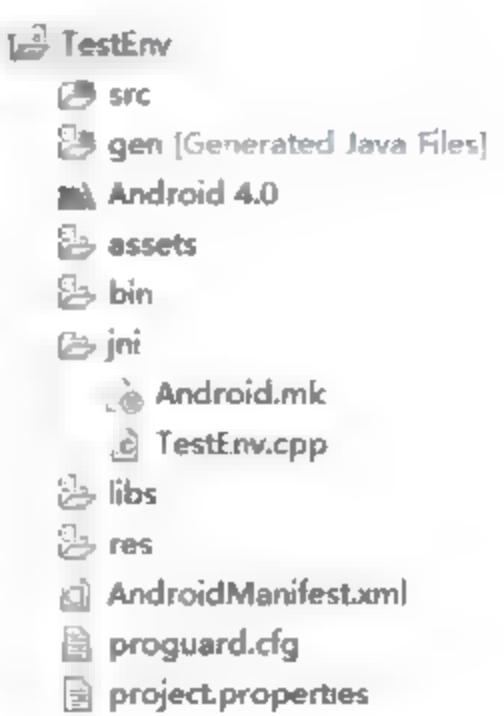 TestEnv
src
gen [Generated Java Files]
Android 4.0
assets
bin
jni
Android.mk
TestEnv.cpp
libs
res
AndroidManifest.xml
proguard.cfg
project.properties